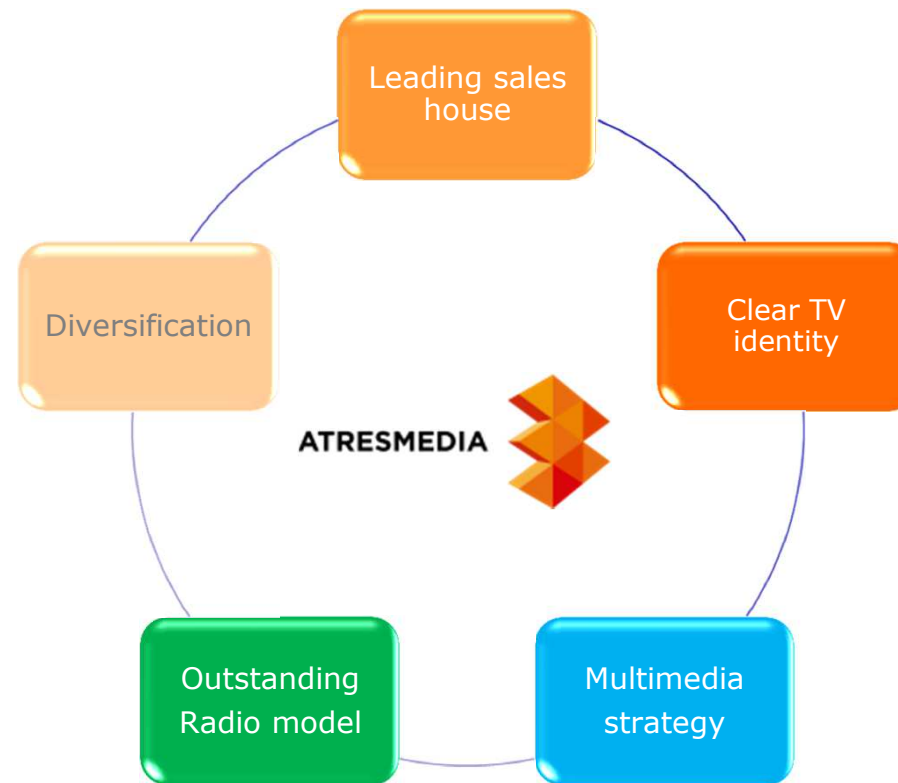 Leading sales
house
Diversification
Clear TV
identity
ATRESMEDIA
Outstanding
Radio model
Multimedia
strategy